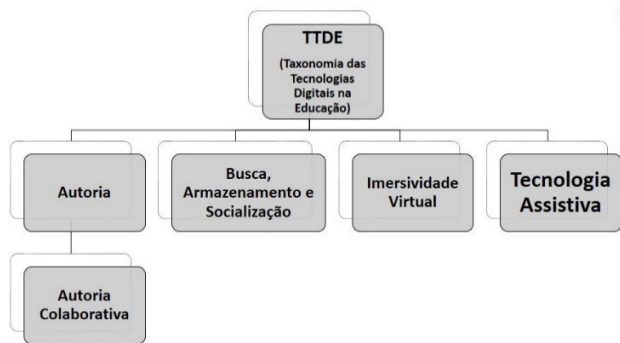 TTDE
(Taxonomia das
Tecnologias
Digitais na
Educação)
Autoria
Busca,
Armazenamento e
Socialização
Imersividade
Virtual
Tecnologia
Assistiva
Autoria
Colaborativa